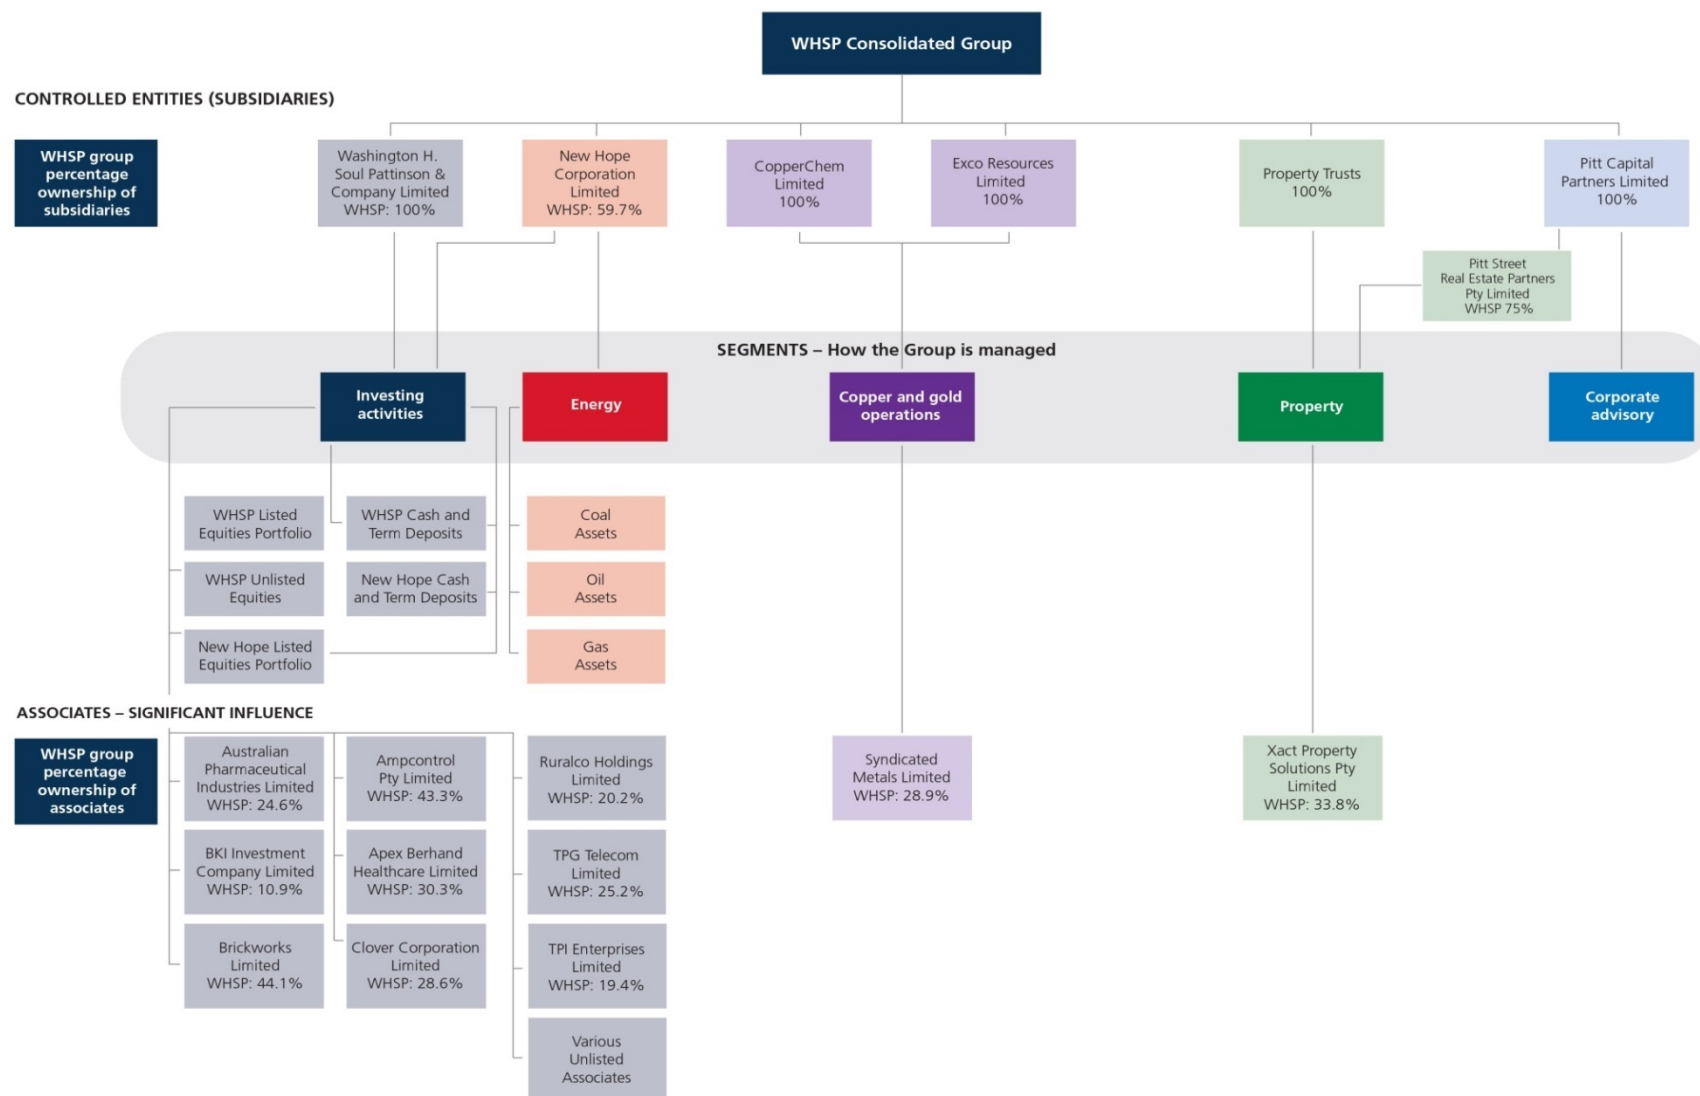 WHSP Consolidated Group
CONTROLLED ENTITIES (SUBSIDIARIES)
WHSP group
percentage
ownership of
subsidiaries
Washington H.
Soul Pattinson &
Company Limited
WHSP: 100%
New Hope
Corporation
Limited
WHSP: 59.7%
CopperChem
Limited
100%
Exco Resources
Limited
100%
Property Trusts
100%
Pitt Capital
Partners Limited
100%
Pitt Street
Real Estate Partners
Pty Limited
WHSP 75%
SEGMENTS – How the Group is managed
Investing
activities
Energy
Copper and gold
operations
Property
Corporate
advisory
WHSP Listed
Equities Portfolio
WHSP Cash and
Term Deposits
Coal
Assets
WHSP Unlisted
Equities
New Hope Cash
and Term Deposits
Oil
Assets
New Hope Listed
Equities Portfolio
Gas
Assets
ASSOCIATES – SIGNIFICANT INFLUENCE
WHSP group
percentage
ownership of
associates
Australian
Pharmaceutical
Industries Limited
WHSP: 24.6%
Ampcontrol
Pty Limited
WHSP: 43.3%
Ruralco Holdings
Limited
WHSP: 20.2%
Syndicated
Metals Limited
WHSP: 28.9%
Xact Property
Solutions Pty
Limited
WHSP: 33.8%
BKI Investment
Company Limited
WHSP: 10.9%
Apex Berhand
Healthcare Limited
WHSP: 30.3%
TPG Telecom
Limited
WHSP: 25.2%
Brickworks
Limited
WHSP: 44.1%
Clover Corporation
Limited
WHSP: 28.6%
TPI Enterprises
Limited
WHSP: 19.4%
Various
Unlisted
Associates